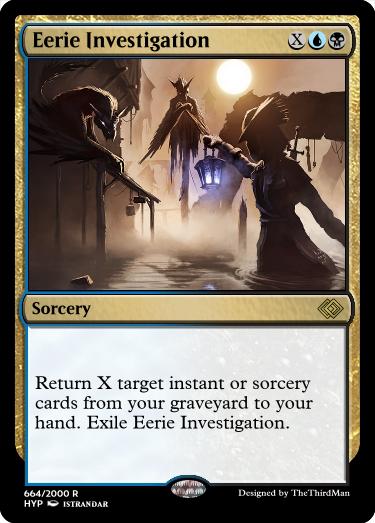 Eerie Investigation X
Sorcery
Return X target instant or sorcery
cards from your graveyard to your
hand. Exile Eerie Investigation.
664/2000 R
HYP ISTRANDAR
Designed by TheThirdMan